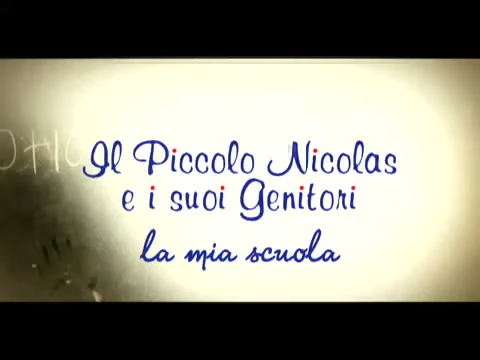 Il Piccolo Nicolas
e i suoi Genitori
la mia scuola